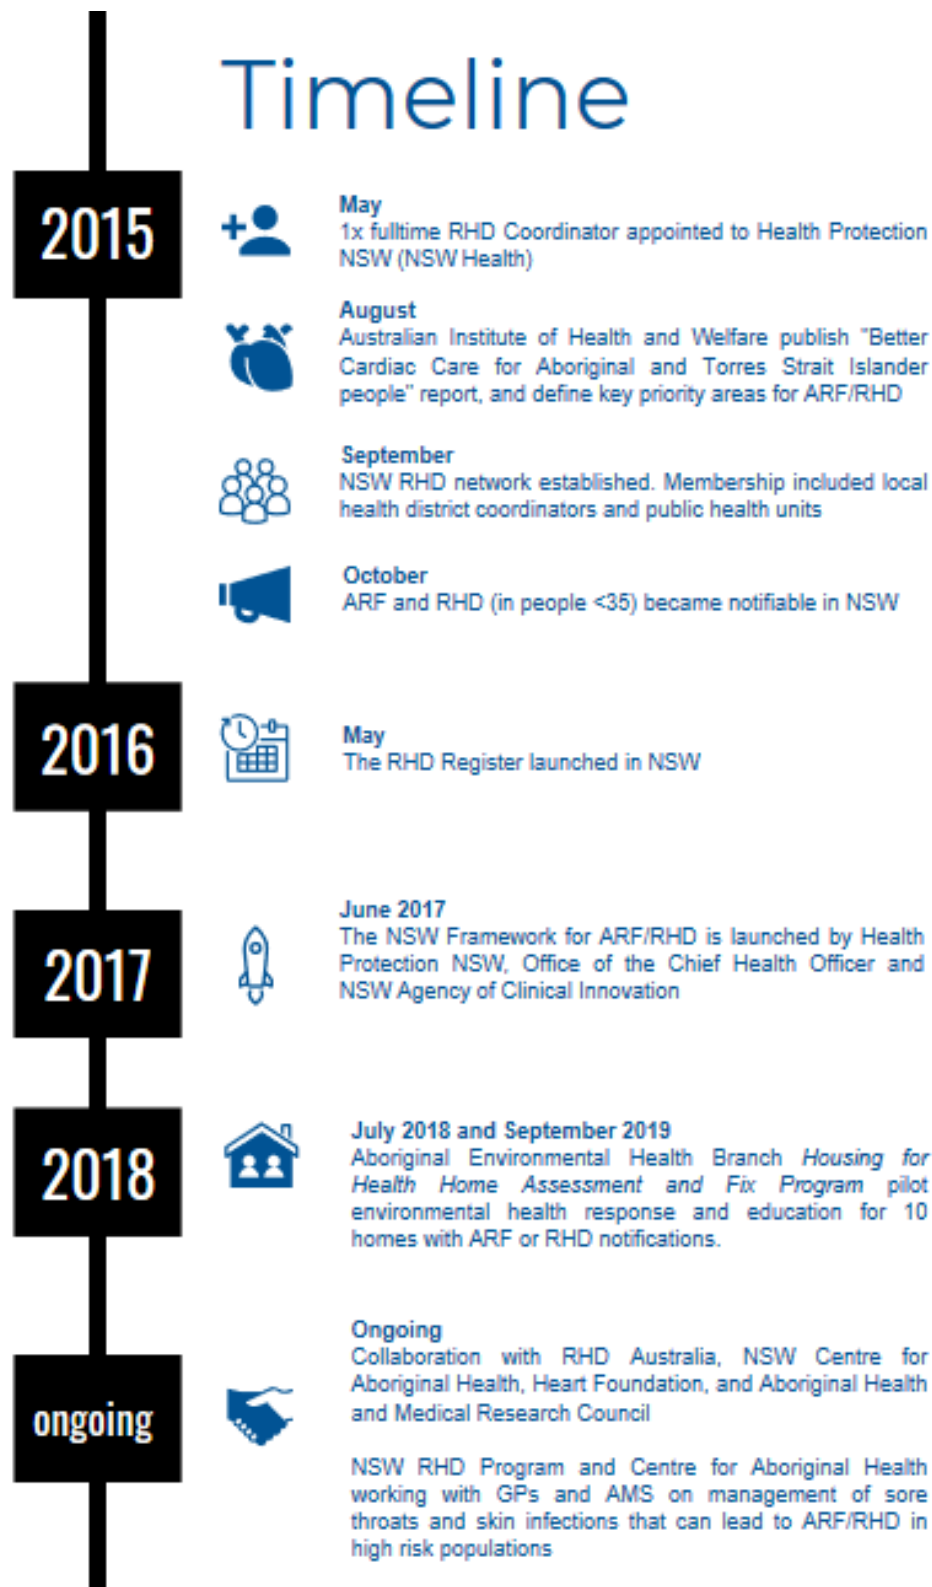 Timeline
2015
May
1x fulltime RHD Coordinator appointed to Health Protection
NSW (NSW Health)
August
Australian Institute of Health and Welfare publish "Better
Cardiac Care for Aboriginal and Torres Strait Islander
people" report, and define key priority areas for ARF/RHD
September
NSW RHD network established. Membership included local
health district coordinators and public health units
October
ARF and RHD (in people <35) became notifiable in NSW
2016
May
The RHD Register launched in NSW
2017
June 2017
The NSW Framework for ARF/RHD is launched by Health
Protection NSW, Office of the Chief Health Officer and
NSW Agency of Clinical Innovation
2018
July 2018 and September 2019
Aboriginal Environmental Health Branch Housing for
Health Home Assessment and Fix Program pilot
environmental health response and education for 10
homes with ARF or RHD notifications.
ongoing
Ongoing
Collaboration with RHD Australia, NSW Centre for
Aboriginal Health, Heart Foundation, and Aboriginal Health
and Medical Research Council
NSW RHD Program and Centre for Aboriginal Health
working with GPs and AMS on management of sore
throats and skin infections that can lead to ARF/RHD in
high risk populations